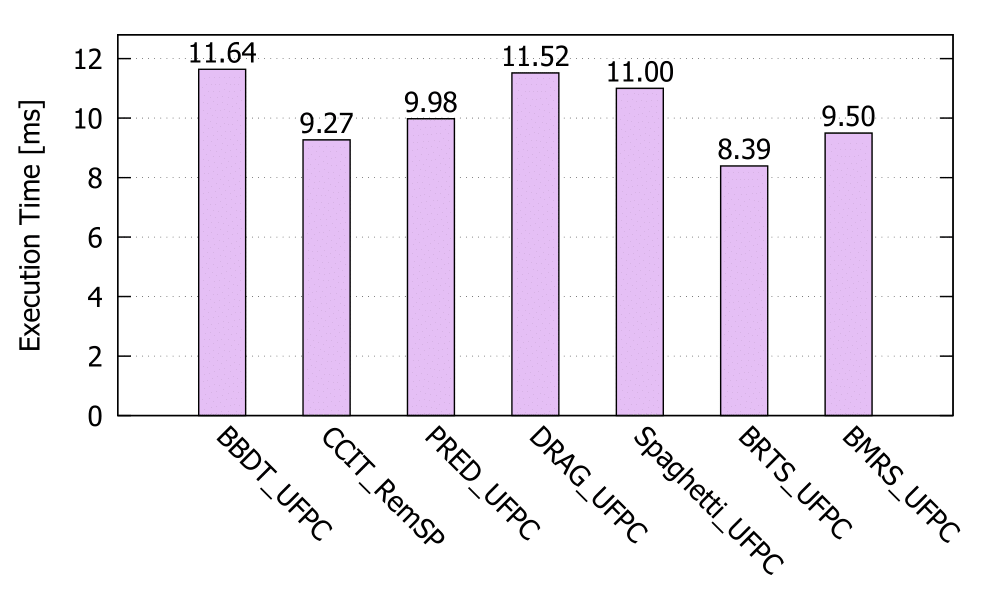 Execution Time [ms]
12
10
8
6
4
2
0
11.64
9.27
9.98
11.52
11.00
8.39
9.50
BBDT_UFPC
CCIT_RemSP
PRED_UFPC
DRAG_UFPC
Spaghetti_UFPC
BRTS_UFPC
BMRS_UFPC